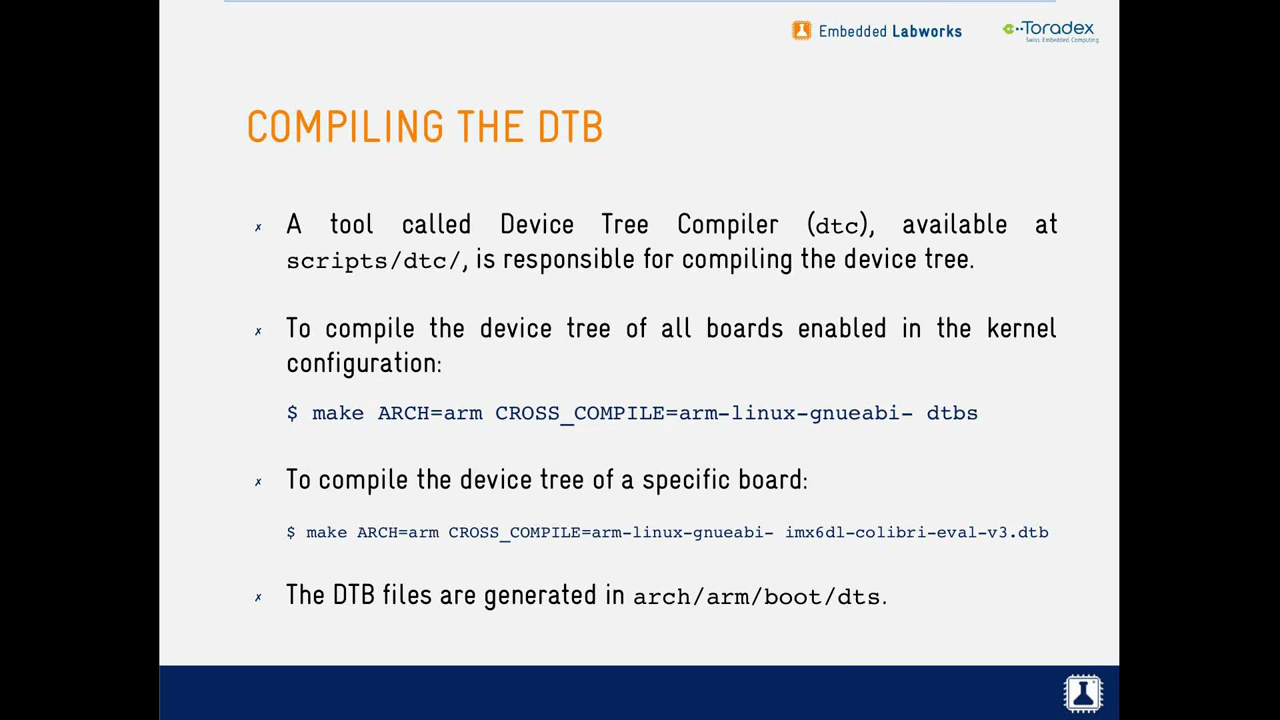 Embedded Labworks
Toradex
Swiss Embedded Computing
COMPILING THE DTB
✗ A tool called Device Tree Compiler (dtc), available at
scripts/dtc/, is responsible for compiling the device tree.
✗ To compile the device tree of all boards enabled in the kernel
configuration:
$ make ARCH=arm CROSS_COMPILE=arm-linux-gnueabi- dtbs
✗ To compile the device tree of a specific board:
$ make ARCH=arm CROSS_COMPILE=arm-linux-gnueabi- imx6dl-colibri-eval-v3.dtb
✗ The DTB files are generated in arch/arm/boot/dts.